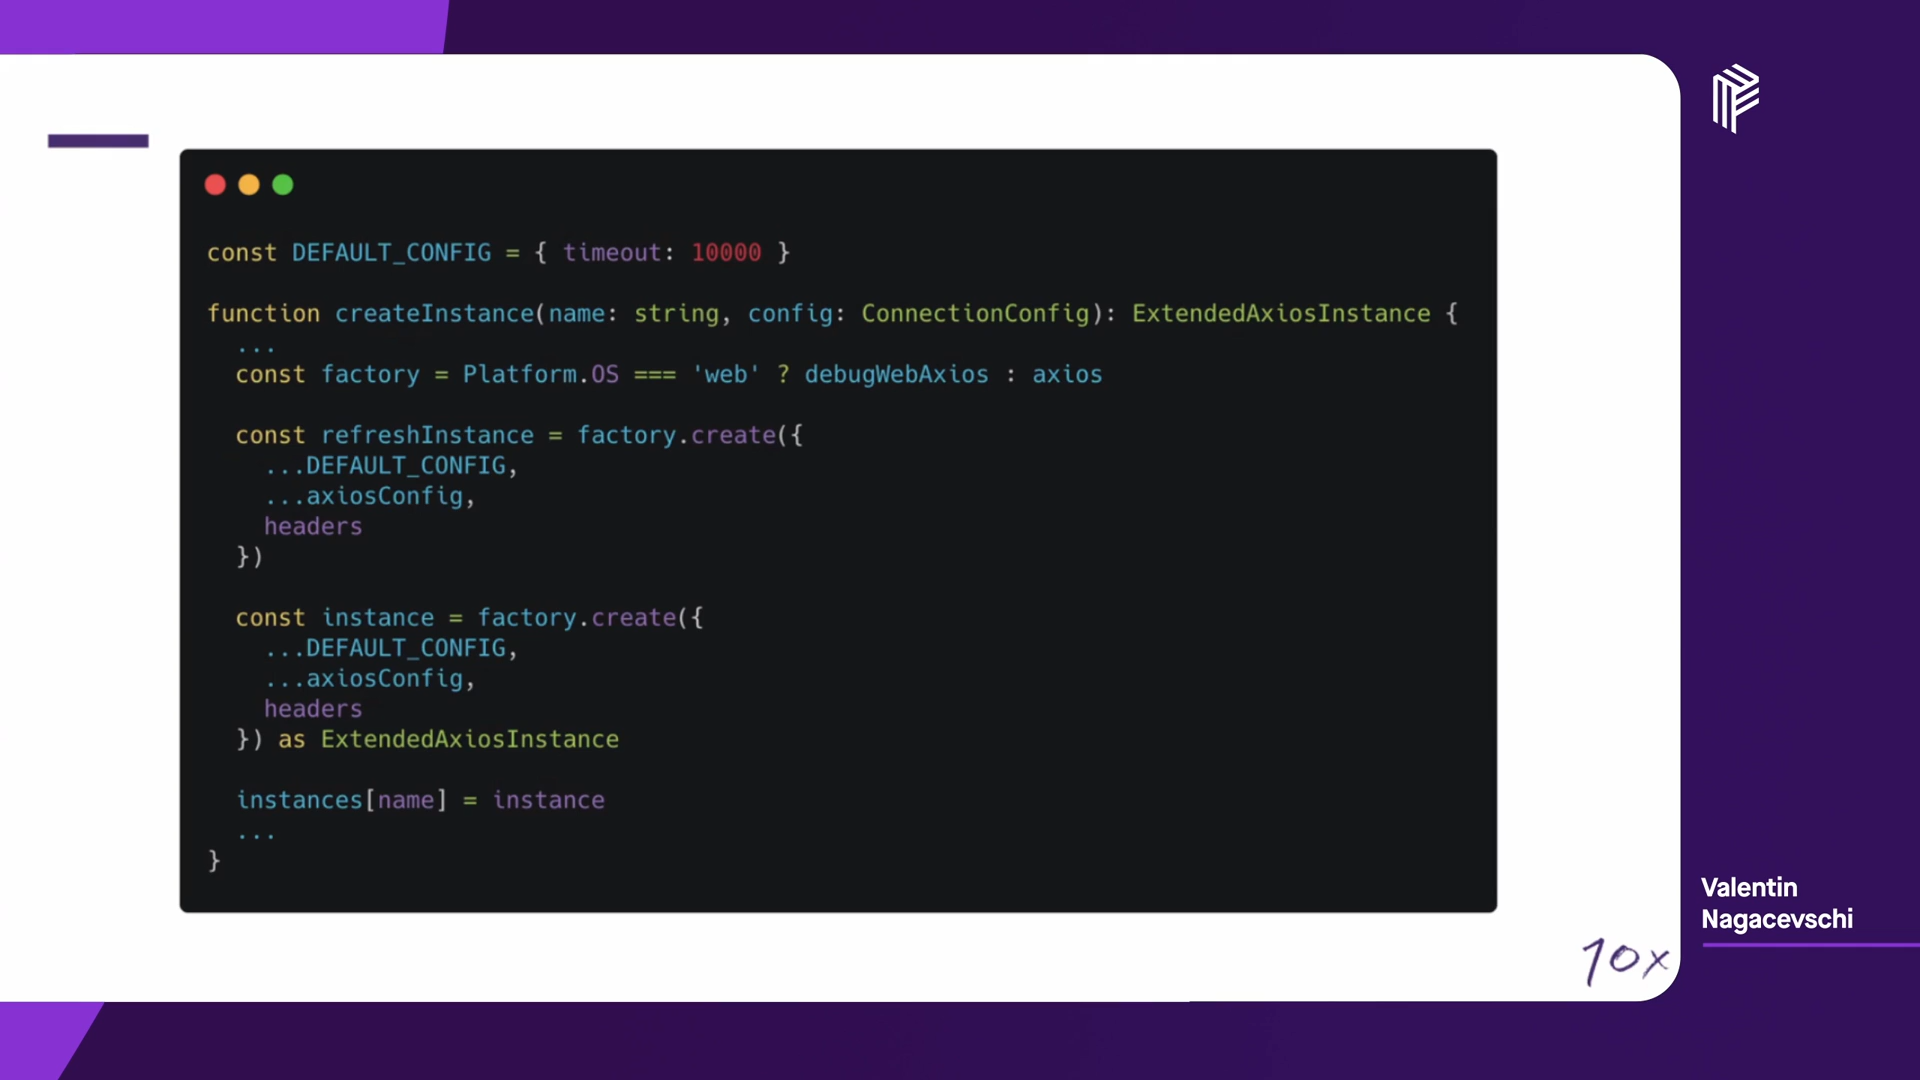 const DEFAULT_CONFIG = { timeout: 10000 }
function createInstance(name: string, config: ConnectionConfig): ExtendedAxiosInstance {
...
const factory = Platform.OS === 'web' ? debugWebAxios : axios
const refreshInstance = factory.create({
...DEFAULT_CONFIG,
...axiosConfig,
headers
})
const instance = factory.create({
...DEFAULT_CONFIG,
...axiosConfig,
headers
}) as ExtendedAxiosInstance
instances[name] = instance
...
}
Valentin
Nagacevschi
10x